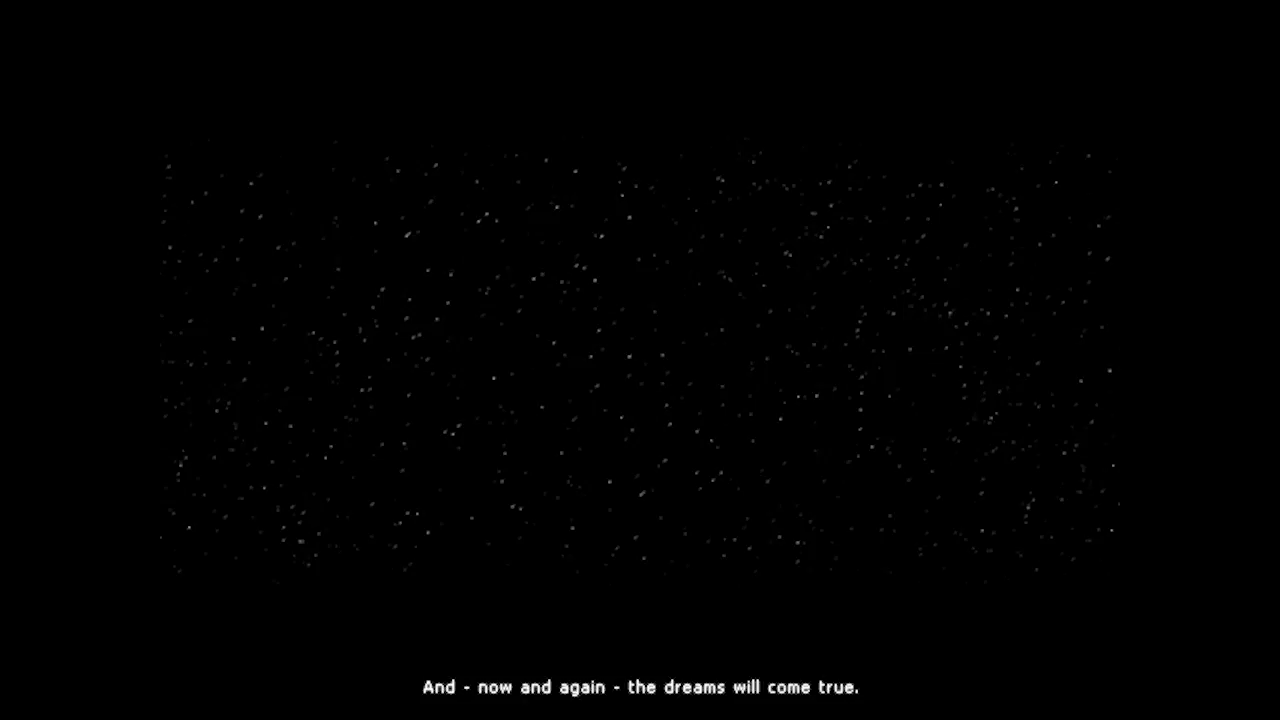 And - now and again - the dreams will come true.